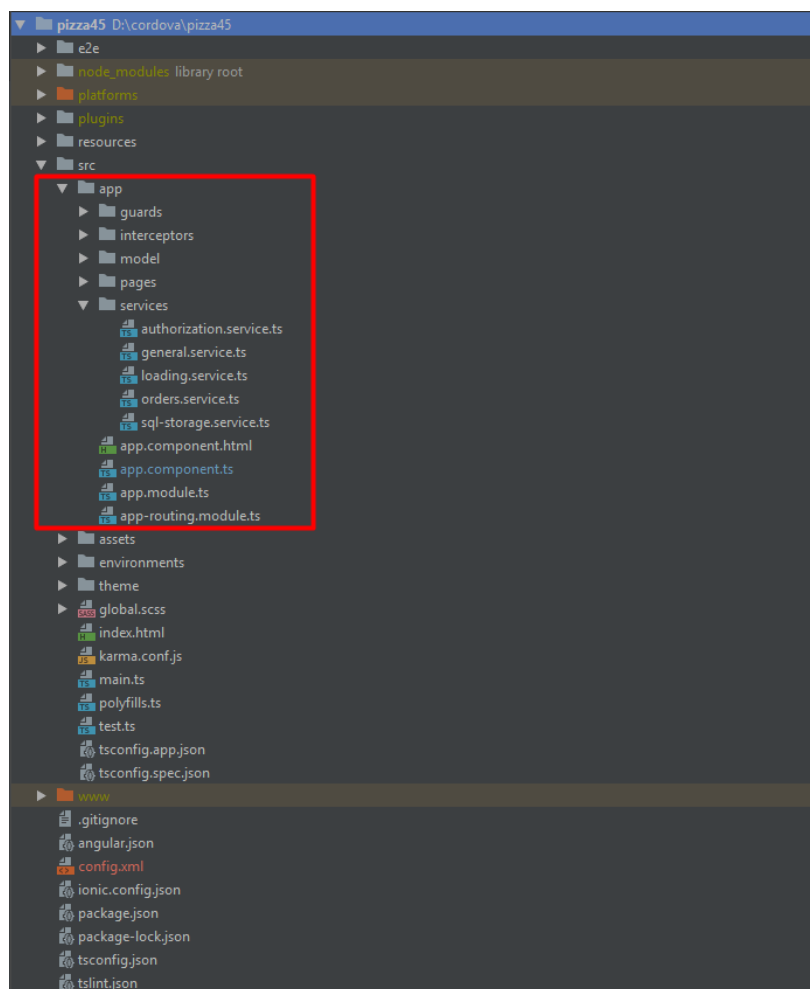 pizza45 D:\cordova\pizza45
e2e
node_modules library root
platforms
plugins
resources
src
app
guards
interceptors
model
pages
services
authorization.service.ts
general.service.ts
loading.service.ts
orders.service.ts
sql-storage.service.ts
app.component.html
app.component.ts
app.module.ts
app-routing.module.ts
assets
environments
theme
global.scss
index.html
karma.conf.js
main.ts
polyfills.ts
test.ts
tsconfig.app.json
tsconfig.spec.json
www
.gitignore
angular.json
config.xml
ionic.config.json
package.json
package-lock.json
tsconfig.json
tslint.json